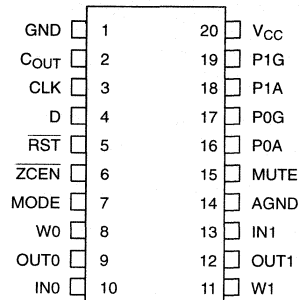 GND 1 20 VCC
COUT 2 19 P1G
CLK 3 18 P1A
D 4 17 P0G
RST 5 16 P0A
ZCEN 6 15 MUTE
MODE 7 14 AGND
W0 8 13 IN1
OUT0 9 12 OUT1
IN0 10 11 W1